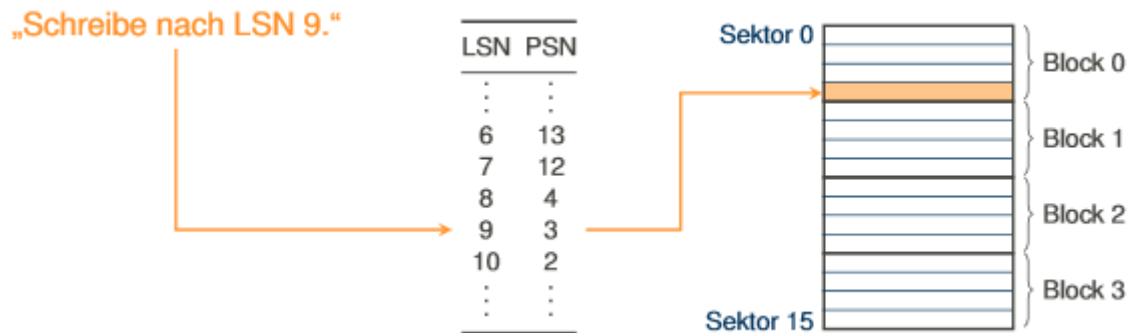 „Schreibe nach LSN 9.“
LSN PSN
⋮ ⋮
6 13
7 12
8 4
9 3
10 2
⋮ ⋮
Sektor 0
Block 0
Block 1
Block 2
Block 3
Sektor 15